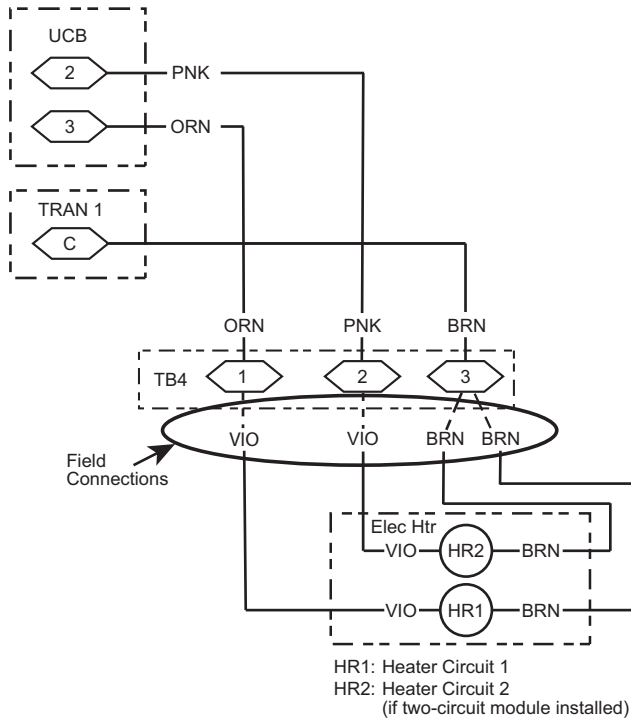 UCB
2 PNK
3 ORN
TRAN 1
C
ORN PNK BRN
TB4 1 2 3
VIO VIO BRN BRN
Field
Connections
Elec Htr
VIO HR2 BRN
VIO HR1 BRN
HR1: Heater Circuit 1
HR2: Heater Circuit 2
(if two-circuit module installed)